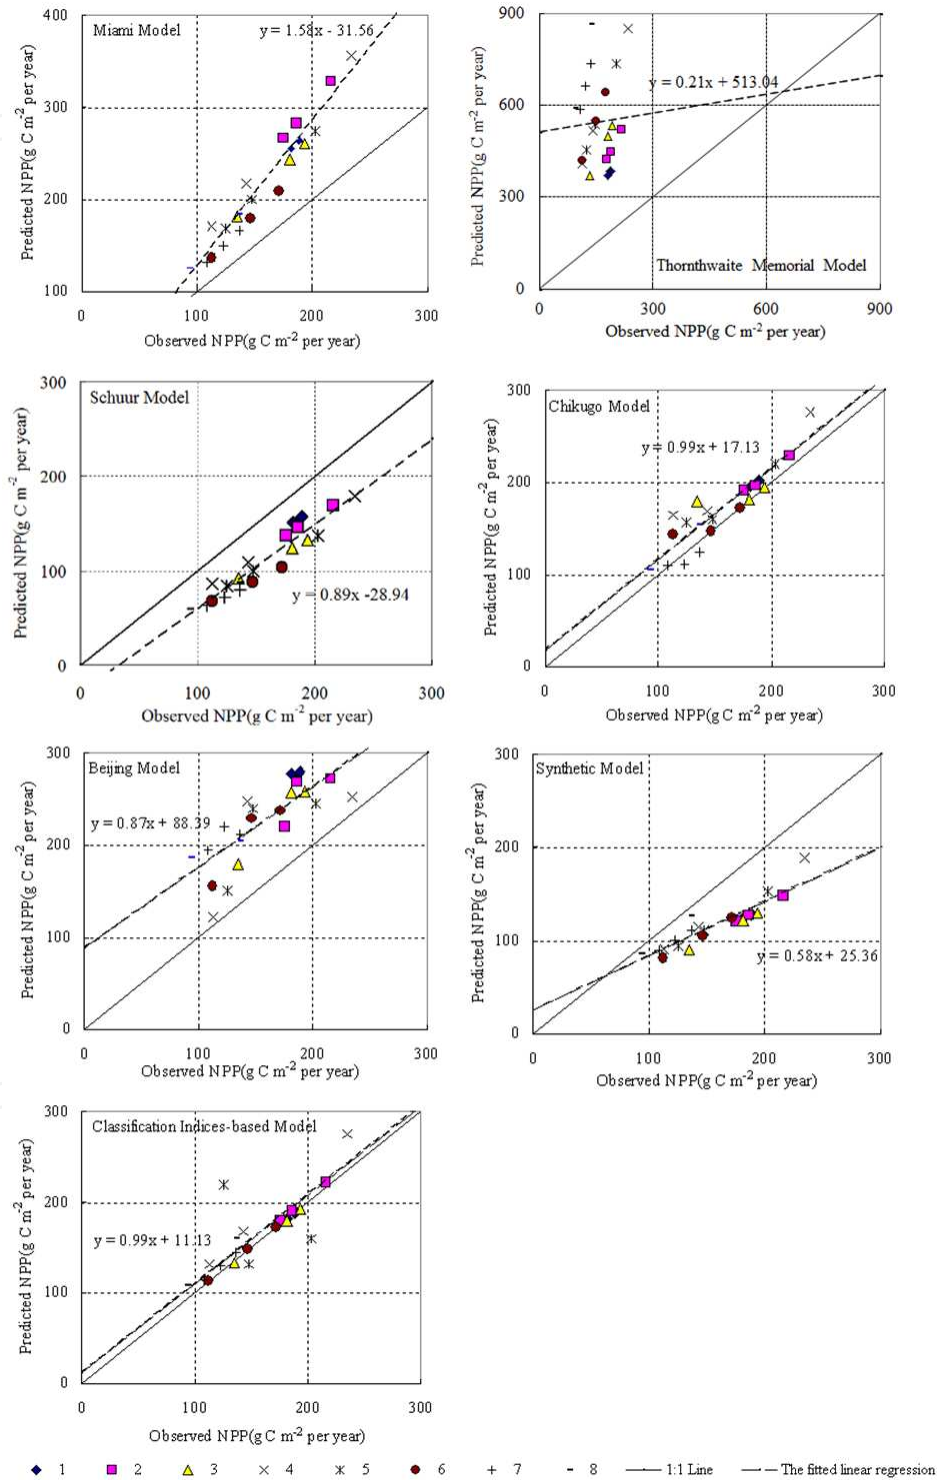 Miami Model
y = 1.58x - 31.56
400
300
200
100
0 100 200 300
Predicted NPP(g C m-2 per year)
Observed NPP(g C m-2 per year)
900
600
300
0
y = 0.21x + 513.04
Thornthwaite Memorial Model
0 300 600 900
Predicted NPP(g C m-2 per year)
Observed NPP(g C m-2 per year)
Schuur Model
300
200
100
0
y = 0.89x -28.94
0 100 200 300
Predicted NPP(g C m-2 per year)
Observed NPP(g C m-2 per year)
Chikugo Model
y = 0.99x + 17.13
300
200
100
0
0 100 200 300
Predicted NPP(g C m-2 per year)
Observed NPP(g C m-2 per year)
Beijing Model
y = 0.87x + 88.39
300
200
100
0
0 100 200 300
Predicted NPP(g C m-2 per year)
Observed NPP(g C m-2 per year)
Synthetic Model
300
200
100
0
y = 0.58x + 25.36
0 100 200 300
Predicted NPP(g C m-2 per year)
Observed NPP(g C m-2 per year)
Classification Indices-based Model
y = 0.99x + 11.13
300
200
100
0
0 100 200 300
Predicted NPP(g C m-2 per year)
Observed NPP(g C m-2 per year)
1 2 3 4 5 6 7 8 1:1 Line The fitted linear regression